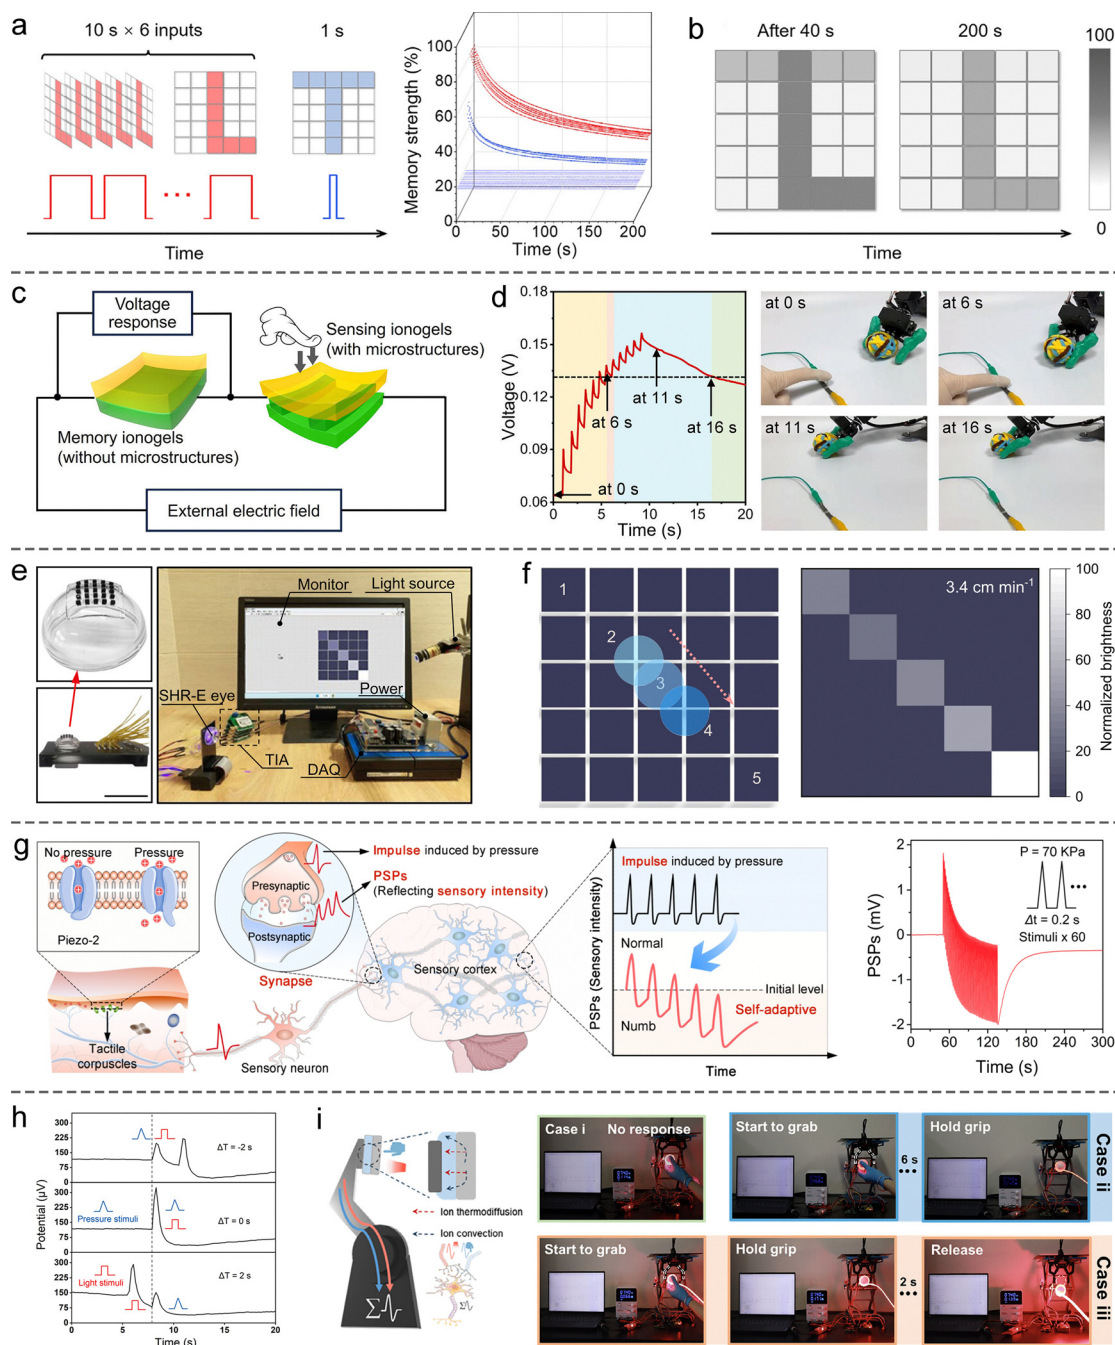 a
10 s × 6 inputs
1 s
Time
Memory strength (%)
100
80
60
40
20
0
0 50 100 150 200
Time (s)
b
After 40 s
200 s
100
0
Time
c
Voltage
response
Sensing ionogels
(with microstructures)
Memory ionogels
(without microstructures)
External electric field
d
Voltage (V)
0.18
0.15
0.12
0.09
0.06
at 6 s
at 11 s
at 16 s
at 0 s
0 5 10 15 20
Time (s)
at 0 s
at 6 s
at 11 s
at 16 s
e
Monitor
Light source
SHR-E eye
Power
TIA
DAQ
f
1
2
3
4
5
3.4 cm min⁻¹
100
80
60
40
20
0
Normalized brightness
g
No pressure
Pressure
Piezo-2
Tactile
corpuscles
Sensory neuron
Presynaptic
Postsynaptic
Synapse
Impulse induced by pressure
PSPs
(Reflecting sensory intensity)
Sensory cortex
PSPs (Sensory intensity)
Impulse induced by pressure
Normal
Initial level
Numb
Self-adaptive
Time
PSPs (mV)
2
1
0
-1
-2
P = 70 KPa
Δt = 0.2 s
Stimuli x 60
0 60 120 180 240 300
Time (s)
h
Potential (µV)
300
225
150
75
ΔT = -2 s
300
225
150
75
Pressure stimuli
ΔT = 0 s
300
225
150
75
0
Light stimuli
ΔT = 2 s
0 5 10 15 20
Time (s)
i
Ion thermodiffusion
Ion convection
Σ
Σ
Case i
No response
Start to grab
6 s
Hold grip
Case ii
Start to grab
Hold grip
2 s
Release
Case iii